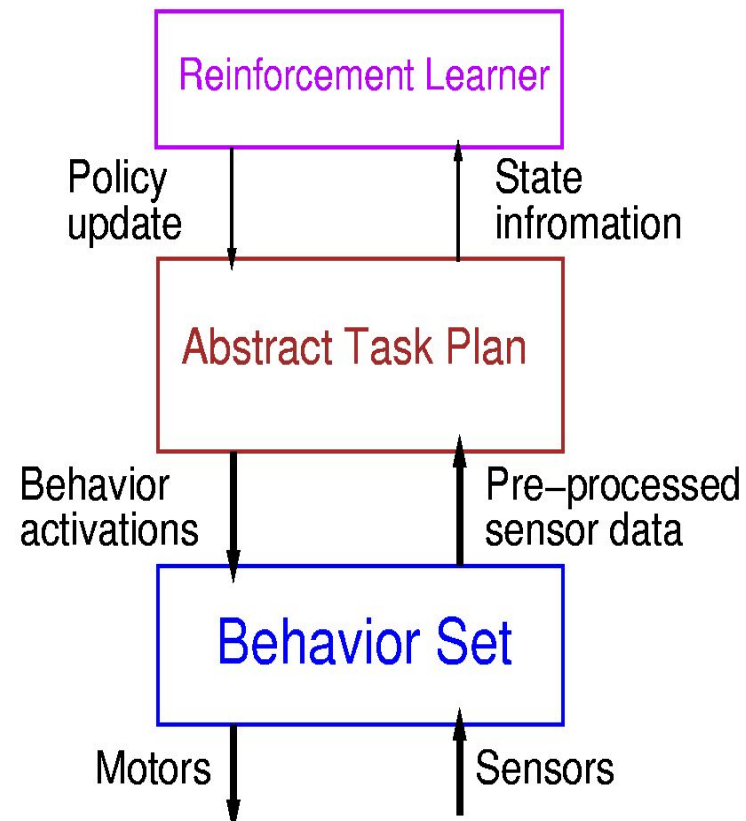 Reinforcement Learner
Policy
update
State
infromation
Abstract Task Plan
Behavior
activations
Pre−processed
sensor data
Behavior Set
Motors
Sensors